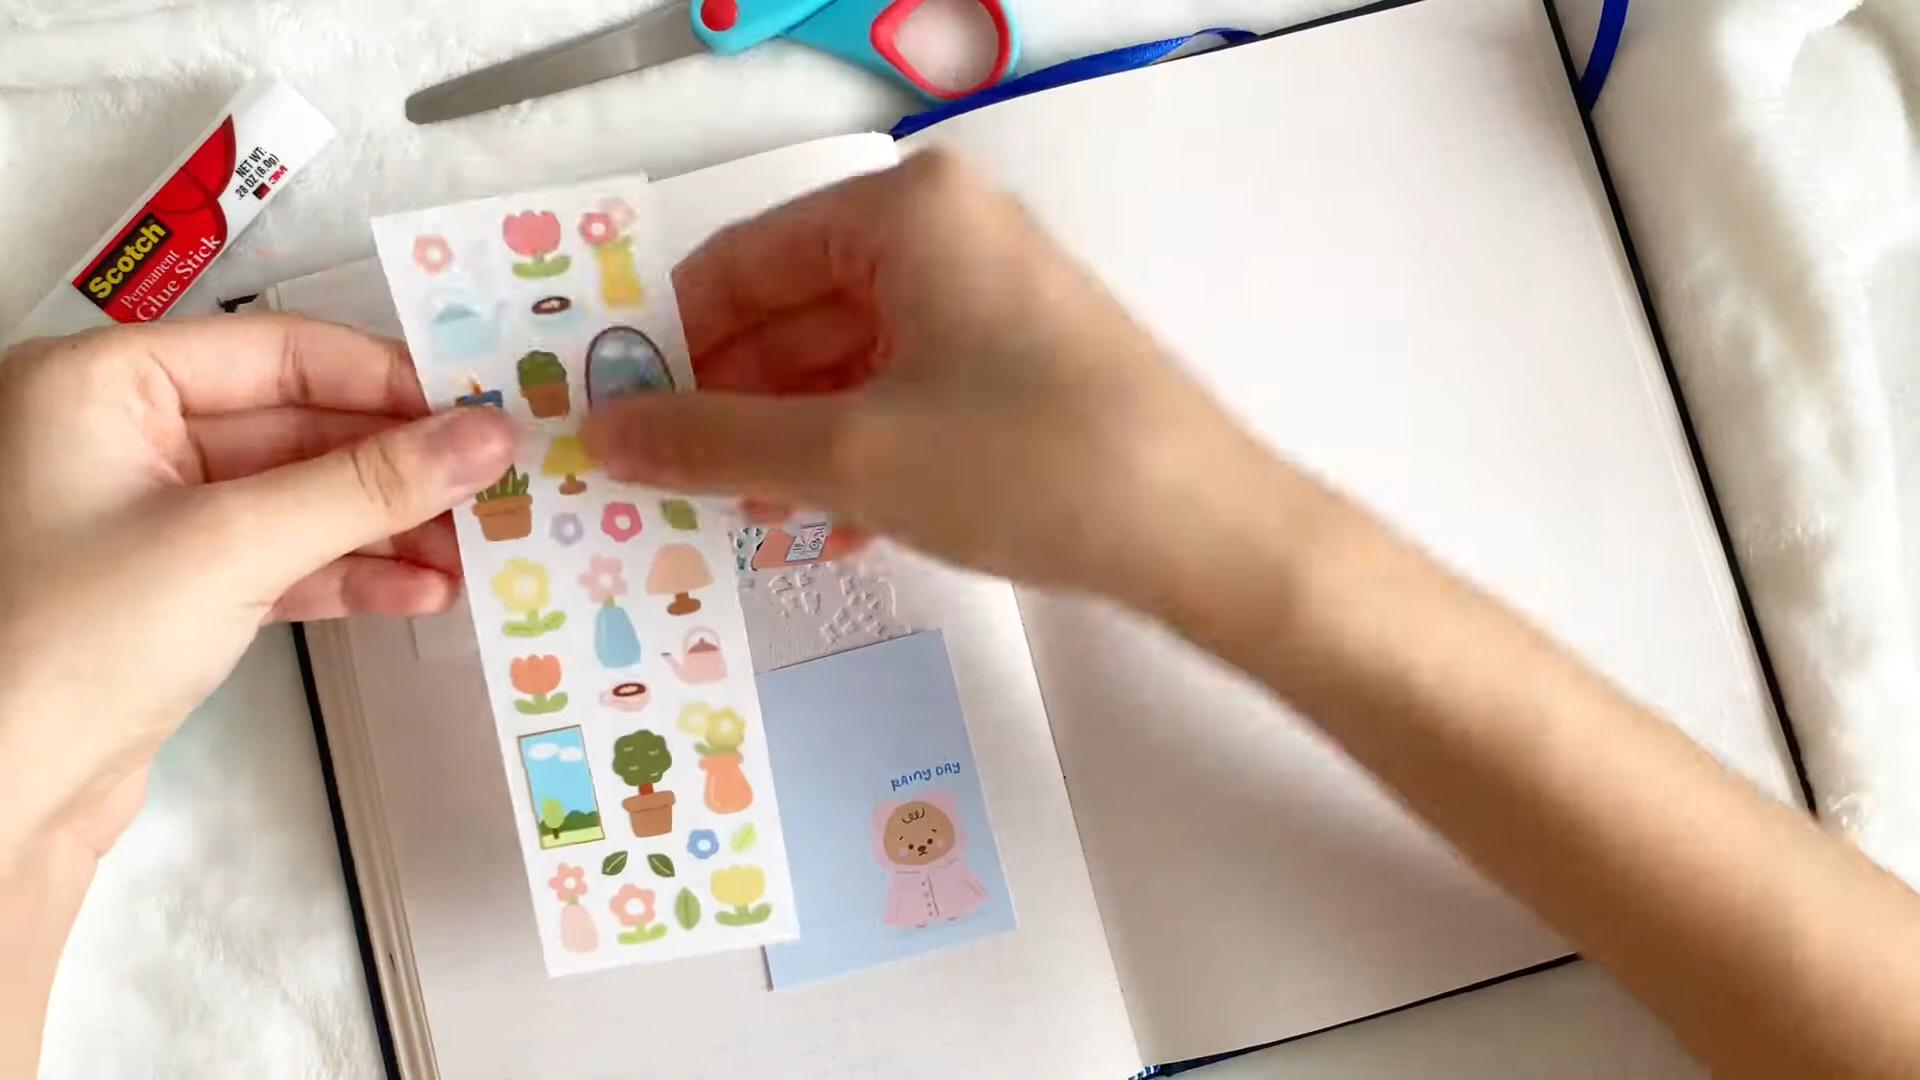 Scotch
Permanent
Glue Stick
NET WT.
.28 OZ (8.0g)
3M
RAINY DAY